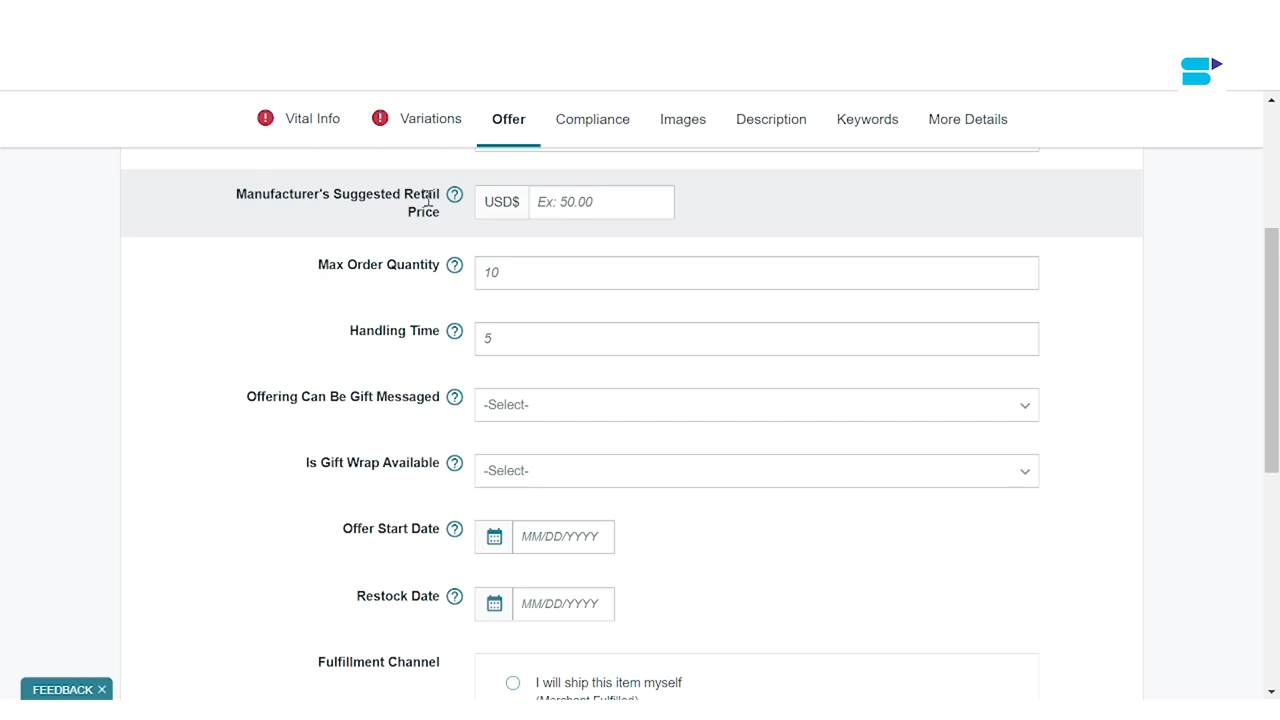 Vital Info
Variations
Offer
Compliance
Images
Description
Keywords
More Details
Manufacturer's Suggested Retail
Price
USD$
Ex: 50.00
Max Order Quantity
10
Handling Time
5
Offering Can Be Gift Messaged
-Select-
Is Gift Wrap Available
-Select-
Offer Start Date
MM/DD/YYYY
Restock Date
MM/DD/YYYY
Fulfillment Channel
I will ship this item myself
(Merchant Fulfilled)
FEEDBACK